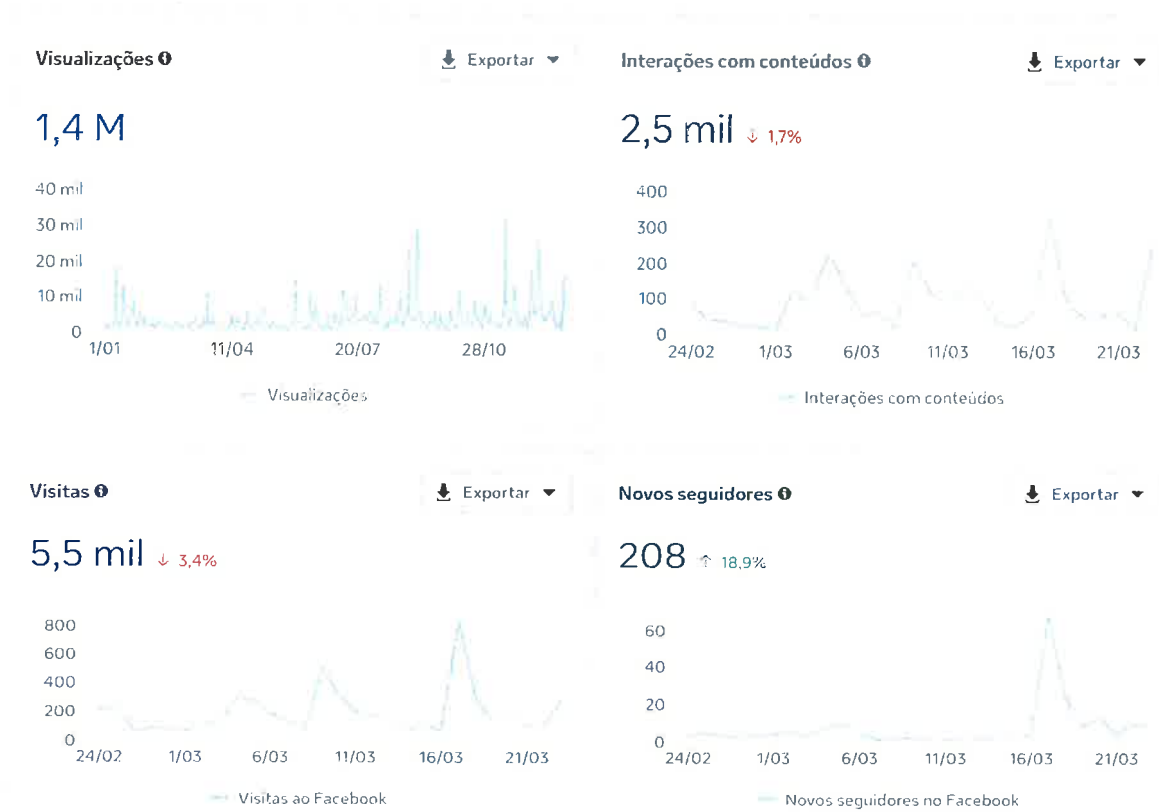 Visualizações
Exportar
1,4 M
40 mil
30 mil
20 mil
10 mil
0
1/01 11/04 20/07 28/10
Visualizações
Interações com conteúdos
Exportar
2,5 mil ↓ 1,7%
400
300
200
100
0
24/02 1/03 6/03 11/03 16/03 21/03
Interações com conteúdos
Visitas
Exportar
5,5 mil ↓ 3,4%
800
600
400
200
0
24/02 1/03 6/03 11/03 16/03 21/03
Visitas ao Facebook
Novos seguidores
Exportar
208 ↑ 18,9%
60
40
20
0
24/02 1/03 6/03 11/03 16/03 21/03
Novos seguidores no Facebook